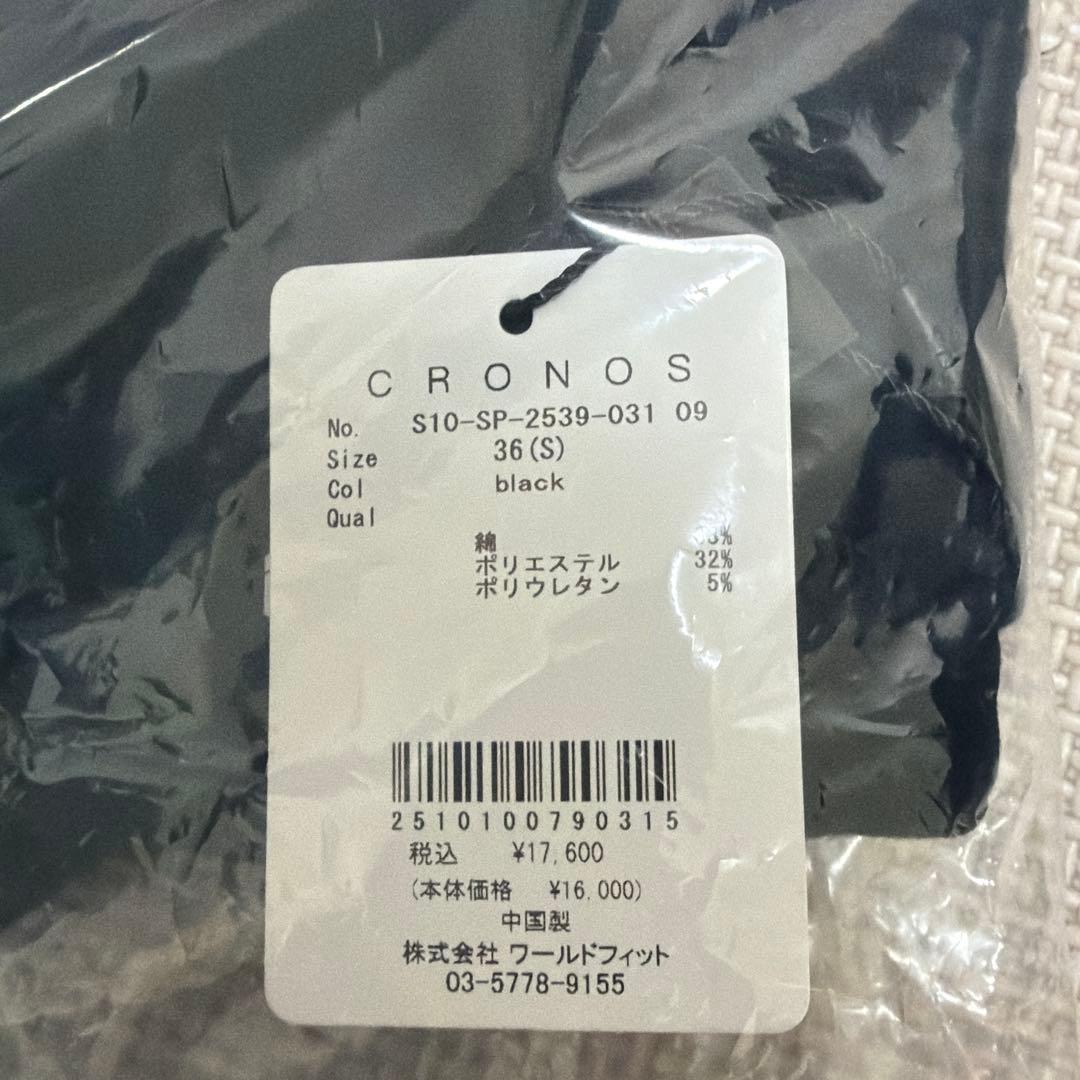 CRONOS
No. S10-SP-2539-031 09
Size 36(S)
Col black
Qual
綿
ポリエステル 32%
ポリウレタン 5%
2510100790315
税込 ¥17,600
(本体価格 ¥16,000)
中国製
株式会社 ワールドフィット
03-5778-9155